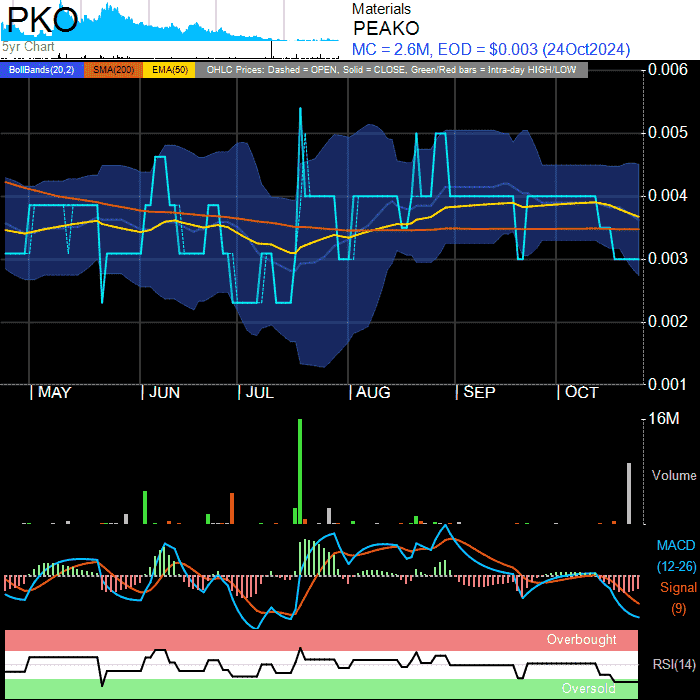 PKO
5yr Chart
Materials
PEAKO
MC = 2.6M, EOD = $0.003 (24Oct2024)
BollBands(20,2) SMA(200) EMA(50) OHLC Prices: Dashed = OPEN, Solid = CLOSE, Green/Red bars = Intra-day HIGH/LOW
0.006
0.005
0.004
0.003
0.002
0.001
MAY JUN JUL AUG SEP OCT
16M
Volume
MACD
(12-26)
Signal
(9)
Overbought
RSI(14)
Oversold